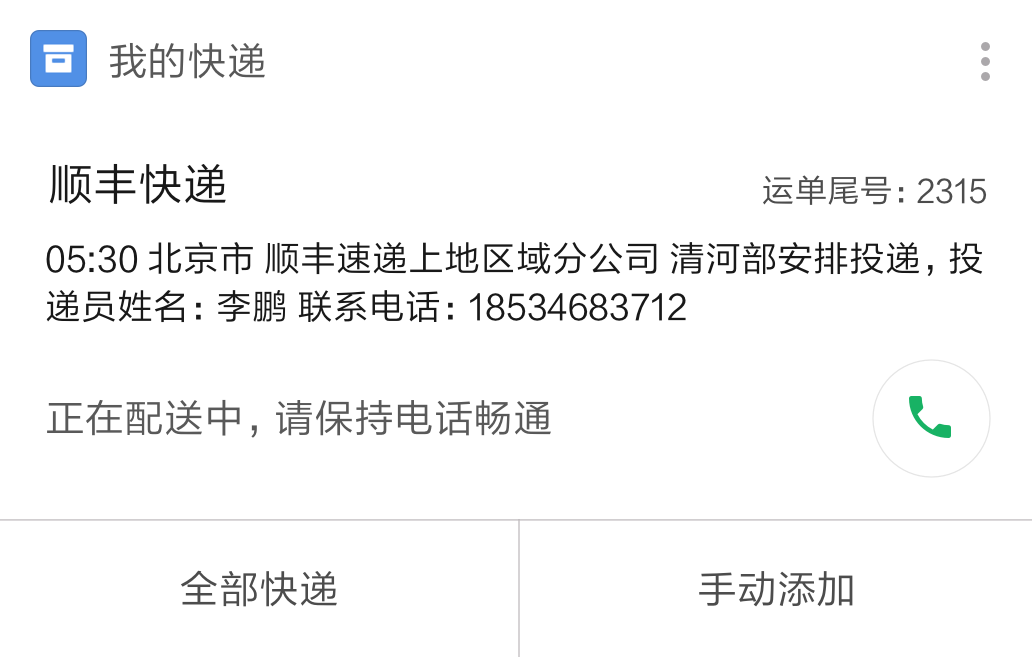 我的快递
顺丰快递
运单尾号: 2315
05:30 北京市 顺丰速递上地区域分公司 清河部安排投递, 投
递员姓名: 李鹏 联系电话: 18534683712
正在配送中, 请保持电话畅通
全部快递
手动添加